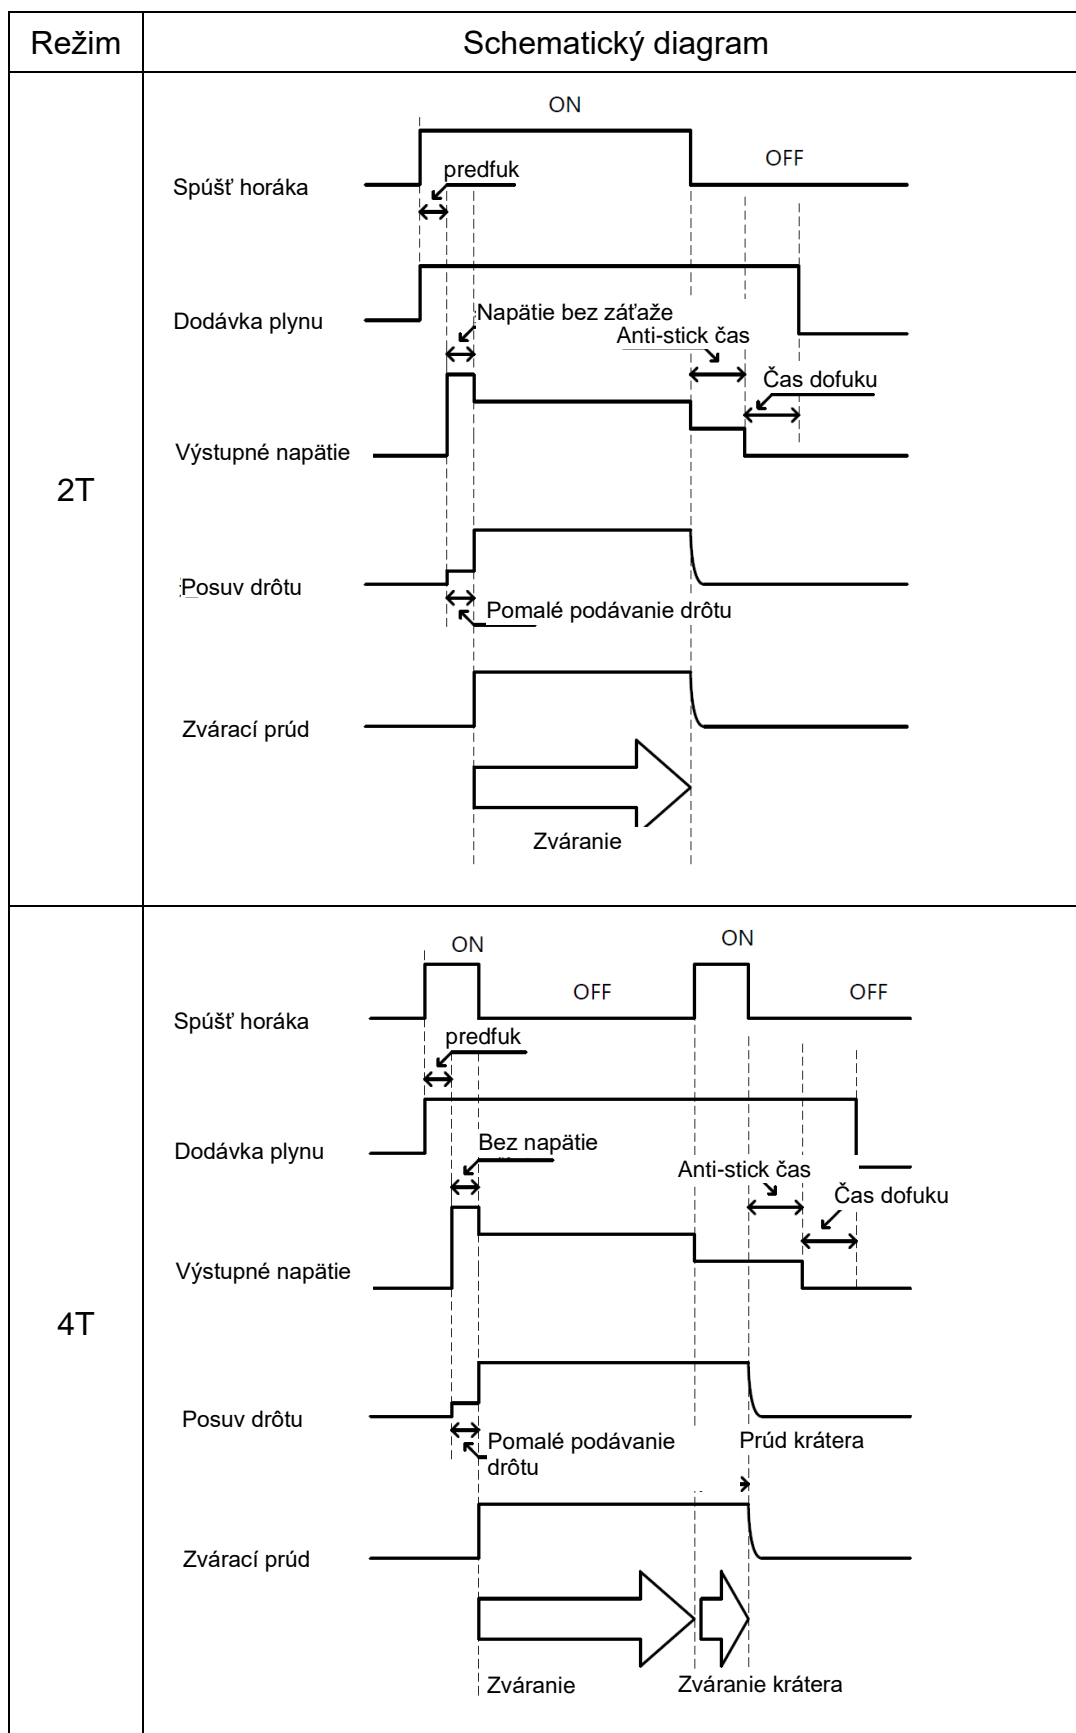 Režim
Schematický diagram
2T
ON
OFF
Spúšť horáka
predfuk
Dodávka plynu
Napätie bez záťaže
Anti-stick čas
Čas dofuku
Výstupné napätie
Posuv drôtu
Pomalé podávanie drôtu
Zvárací prúd
Zváranie
4T
ON
ON
OFF
OFF
Spúšť horáka
predfuk
Dodávka plynu
Bez napätie
Anti-stick čas
Čas dofuku
Výstupné napätie
Posuv drôtu
Pomalé podávanie
drôtu
Prúd krátera
Zvárací prúd
Zváranie
Zváranie krátera